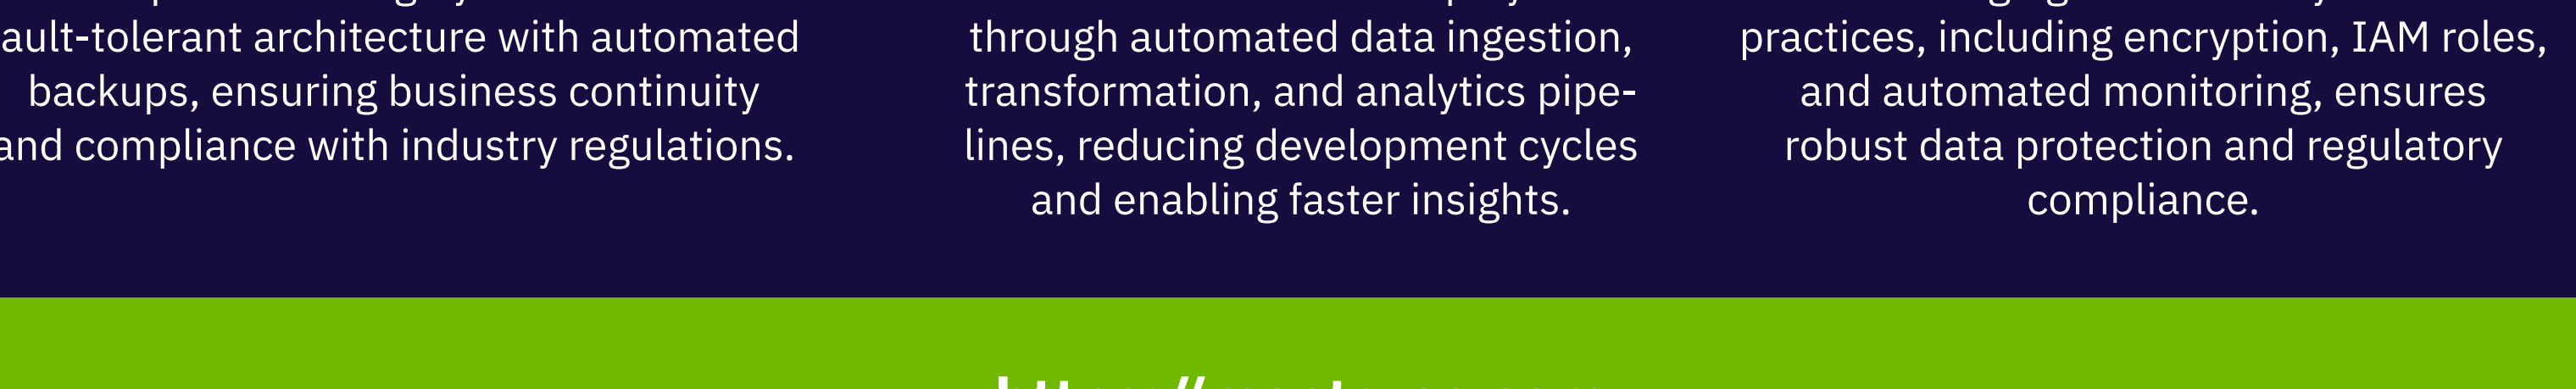 ault-tolerant architecture with automated
backups, ensuring business continuity
and compliance with industry regulations.
through automated data ingestion,
transformation, and analytics pipe-
lines, reducing development cycles
and enabling faster insights.
practices, including encryption, IAM roles,
and automated monitoring, ensures
robust data protection and regulatory
compliance.